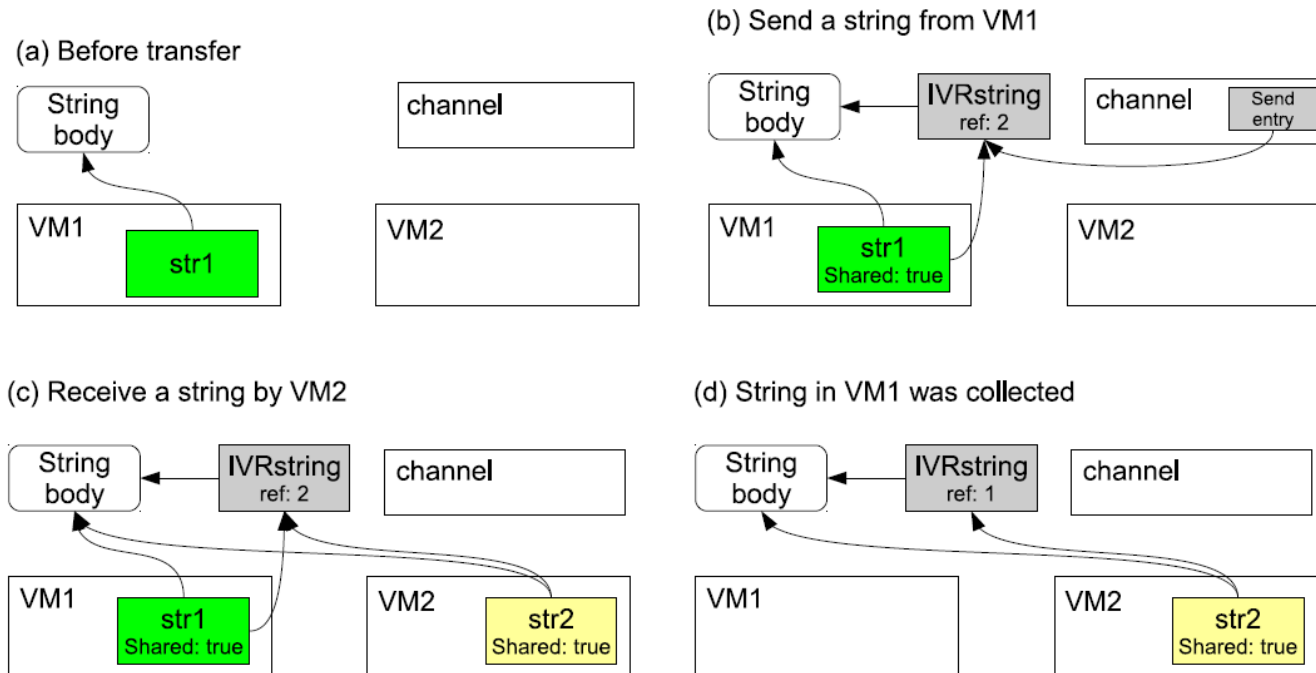 (a) Before transfer
String
body
channel
VM1
str1
VM2
(b) Send a string from VM1
String
body
IVRstring
ref: 2
channel
Send
entry
VM1
str1
Shared: true
VM2
(c) Receive a string by VM2
String
body
IVRstring
ref: 2
channel
VM1
str1
Shared: true
VM2
str2
Shared: true
(d) String in VM1 was collected
String
body
IVRstring
ref: 1
channel
VM1
VM2
str2
Shared: true